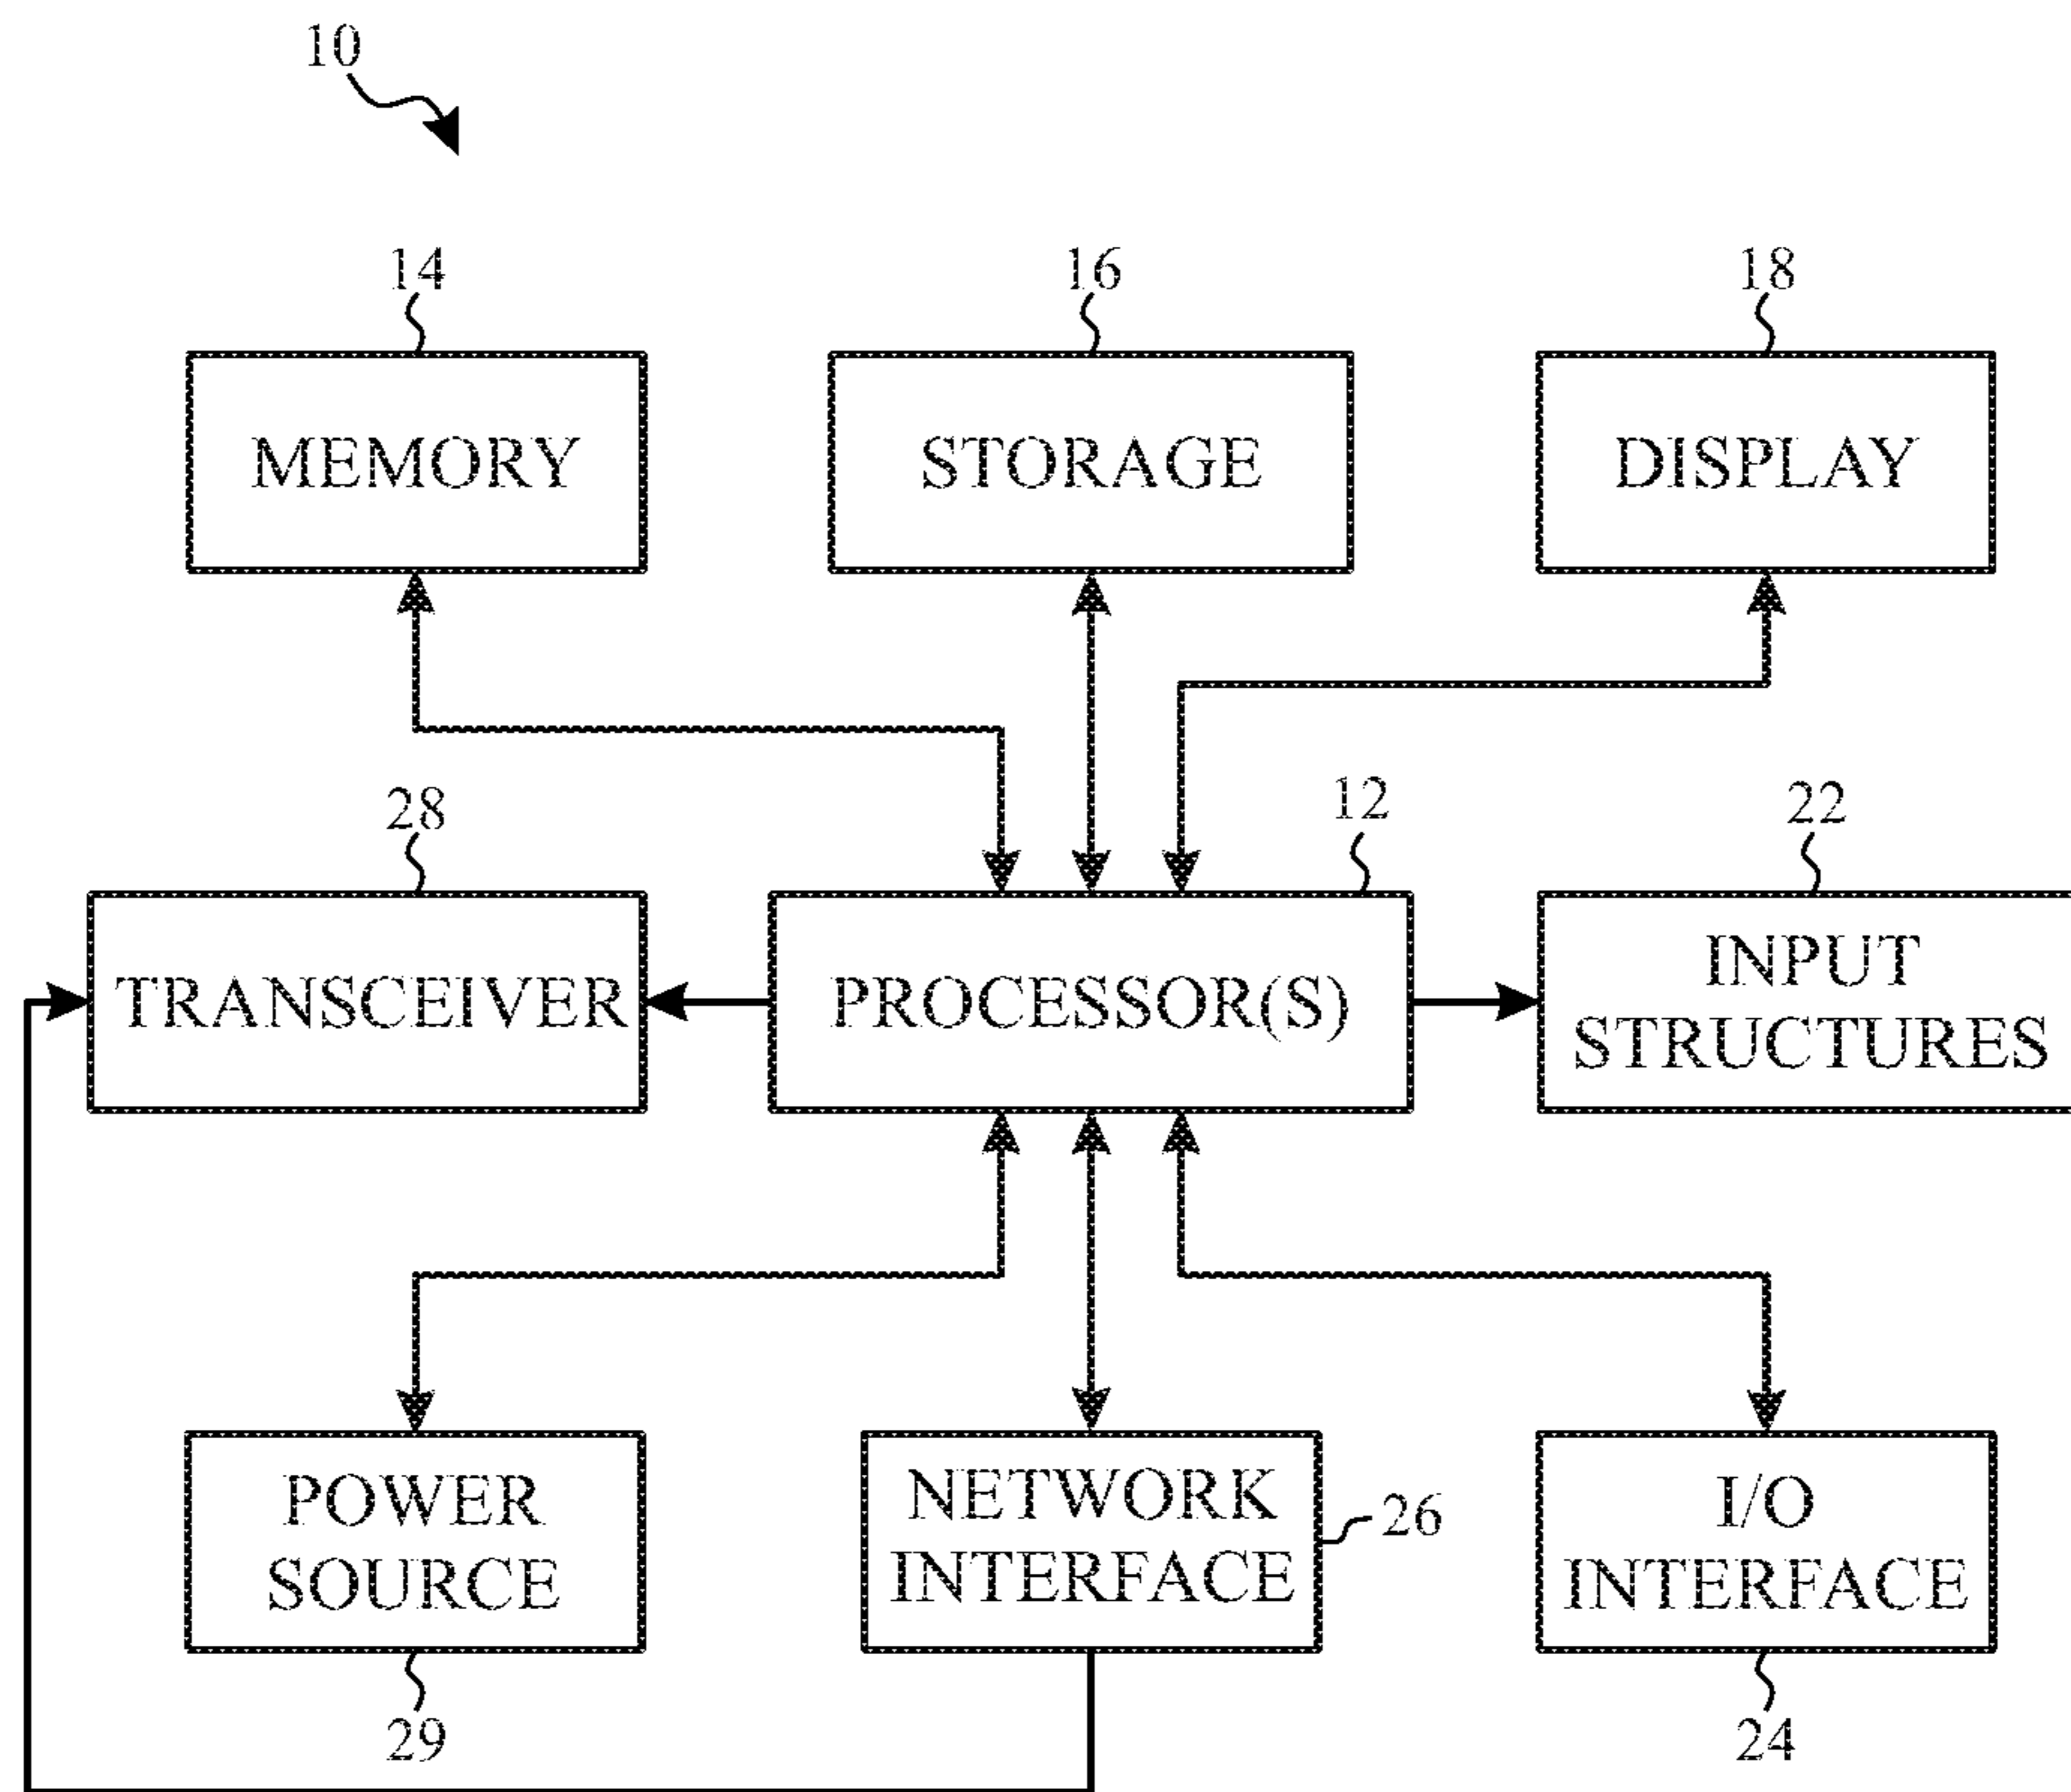 10
14
16
18
MEMORY
STORAGE
DISPLAY
28
12
22
TRANSCEIVER
PROCESSOR(S)
INPUT
STRUCTURES
POWER
SOURCE
NETWORK
INTERFACE
26
I/O
INTERFACE
29
24